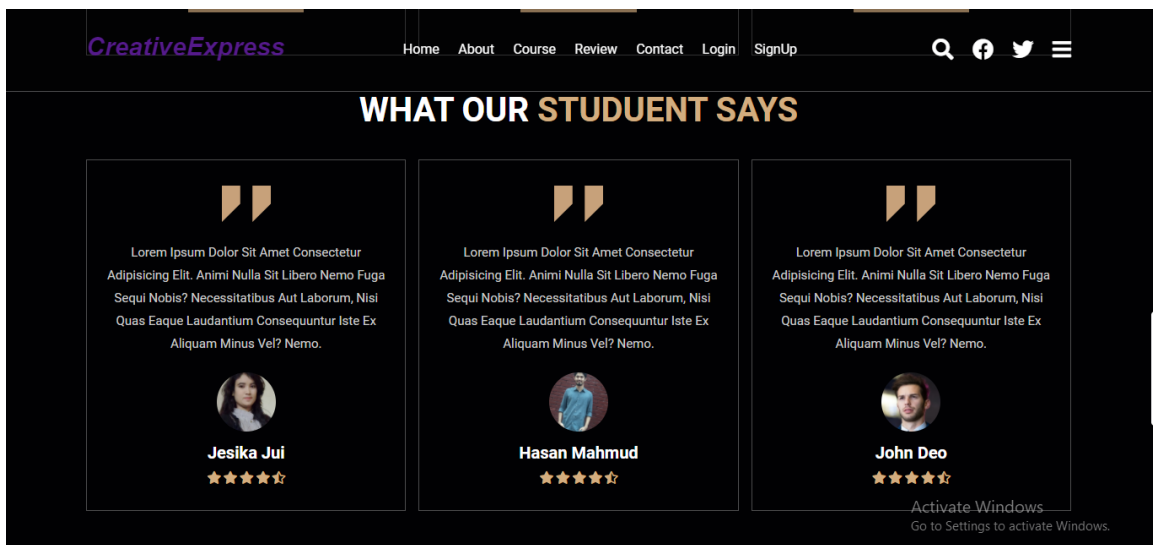 CreativeExpress
Home About Course Review Contact Login SignUp
WHAT OUR STUDUENT SAYS
Lorem Ipsum Dolor Sit Amet Consectetur
Adipisicing Elit. Animi Nulla Sit Libero Nemo Fuga
Sequi Nobis? Necessitatibus Aut Laborum, Nisi
Quas Eaque Laudantium Consequuntur Iste Ex
Aliquam Minus Vel? Nemo.
Jesika Jui
Lorem Ipsum Dolor Sit Amet Consectetur
Adipisicing Elit. Animi Nulla Sit Libero Nemo Fuga
Sequi Nobis? Necessitatibus Aut Laborum, Nisi
Quas Eaque Laudantium Consequuntur Iste Ex
Aliquam Minus Vel? Nemo.
Hasan Mahmud
Lorem Ipsum Dolor Sit Amet Consectetur
Adipisicing Elit. Animi Nulla Sit Libero Nemo Fuga
Sequi Nobis? Necessitatibus Aut Laborum, Nisi
Quas Eaque Laudantium Consequuntur Iste Ex
Aliquam Minus Vel? Nemo.
John Deo
Activate Windows
Go to Settings to activate Windows.